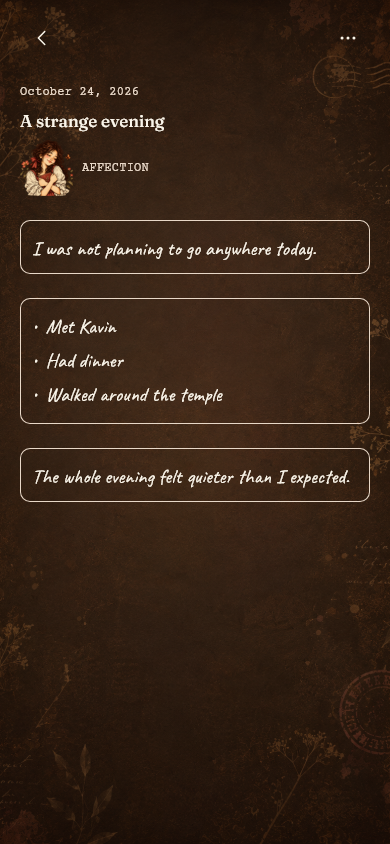 October 24, 2026
A strange evening
AFFECTION
I was not planning to go anywhere today.
• Met Kavin
• Had dinner
• Walked around the temple
The whole evening felt quieter than I expected.